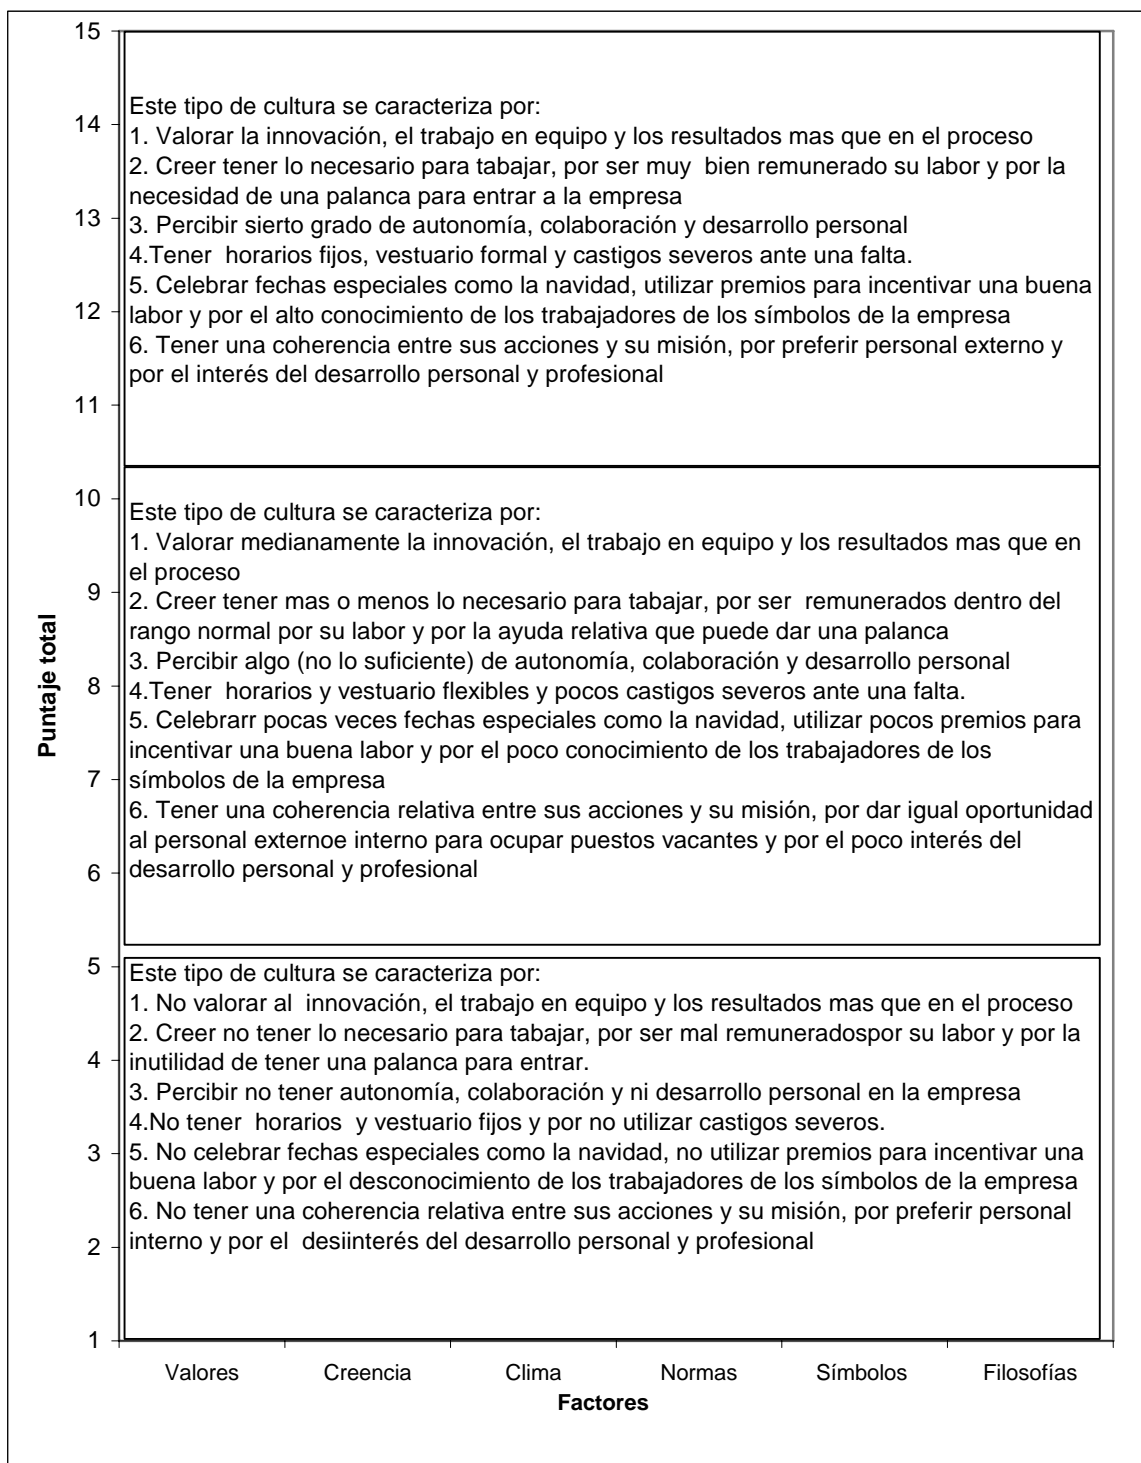 15
Este tipo de cultura se caracteriza por:
14
1. Valorar la innovación, el trabajo en equipo y los resultados mas que en el proceso
2. Creer tener lo necesario para tabajar, por ser muy  bien remunerado su labor y por la
necesidad de una palanca para entrar a la empresa
13
3. Percibir sierto grado de autonomía, colaboración y desarrollo personal
4.Tener  horarios fijos, vestuario formal y castigos severos ante una falta.
5. Celebrar fechas especiales como la navidad, utilizar premios para incentivar una buena
12
labor y por el alto conocimiento de los trabajadores de los símbolos de la empresa
6. Tener una coherencia entre sus acciones y su misión, por preferir personal externo y
por el interés del desarrollo personal y profesional
11
10
Este tipo de cultura se caracteriza por:
1. Valorar medianamente la innovación, el trabajo en equipo y los resultados mas que en
el proceso
9
2. Creer tener mas o menos lo necesario para tabajar, por ser  remunerados dentro del
rango normal por su labor y por la ayuda relativa que puede dar una palanca
3. Percibir algo (no lo suficiente) de autonomía, colaboración y desarrollo personal
8
4.Tener  horarios y vestuario flexibles y pocos castigos severos ante una falta.
5. Celebrarr pocas veces fechas especiales como la navidad, utilizar pocos premios para
incentivar una buena labor y por el poco conocimiento de los trabajadores de los
7
símbolos de la empresa
6. Tener una coherencia relativa entre sus acciones y su misión, por dar igual oportunidad
al personal externoe interno para ocupar puestos vacantes y por el poco interés del
6
desarrollo personal y profesional
Puntaje total
5
Este tipo de cultura se caracteriza por:
1. No valorar al  innovación, el trabajo en equipo y los resultados mas que en el proceso
2. Creer no tener lo necesario para tabajar, por ser mal remuneradospor su labor y por la
4
inutilidad de tener una palanca para entrar.
3. Percibir no tener autonomía, colaboración y ni desarrollo personal en la empresa
4.No tener  horarios  y vestuario fijos y por no utilizar castigos severos.
3
5. No celebrar fechas especiales como la navidad, no utilizar premios para incentivar una
buena labor y por el desconocimiento de los trabajadores de los símbolos de la empresa
6. No tener una coherencia relativa entre sus acciones y su misión, por preferir personal
2
interno y por el  desiinterés del desarrollo personal y profesional
1
Valores Creencia Clima Normas Símbolos Filosofías
Factores